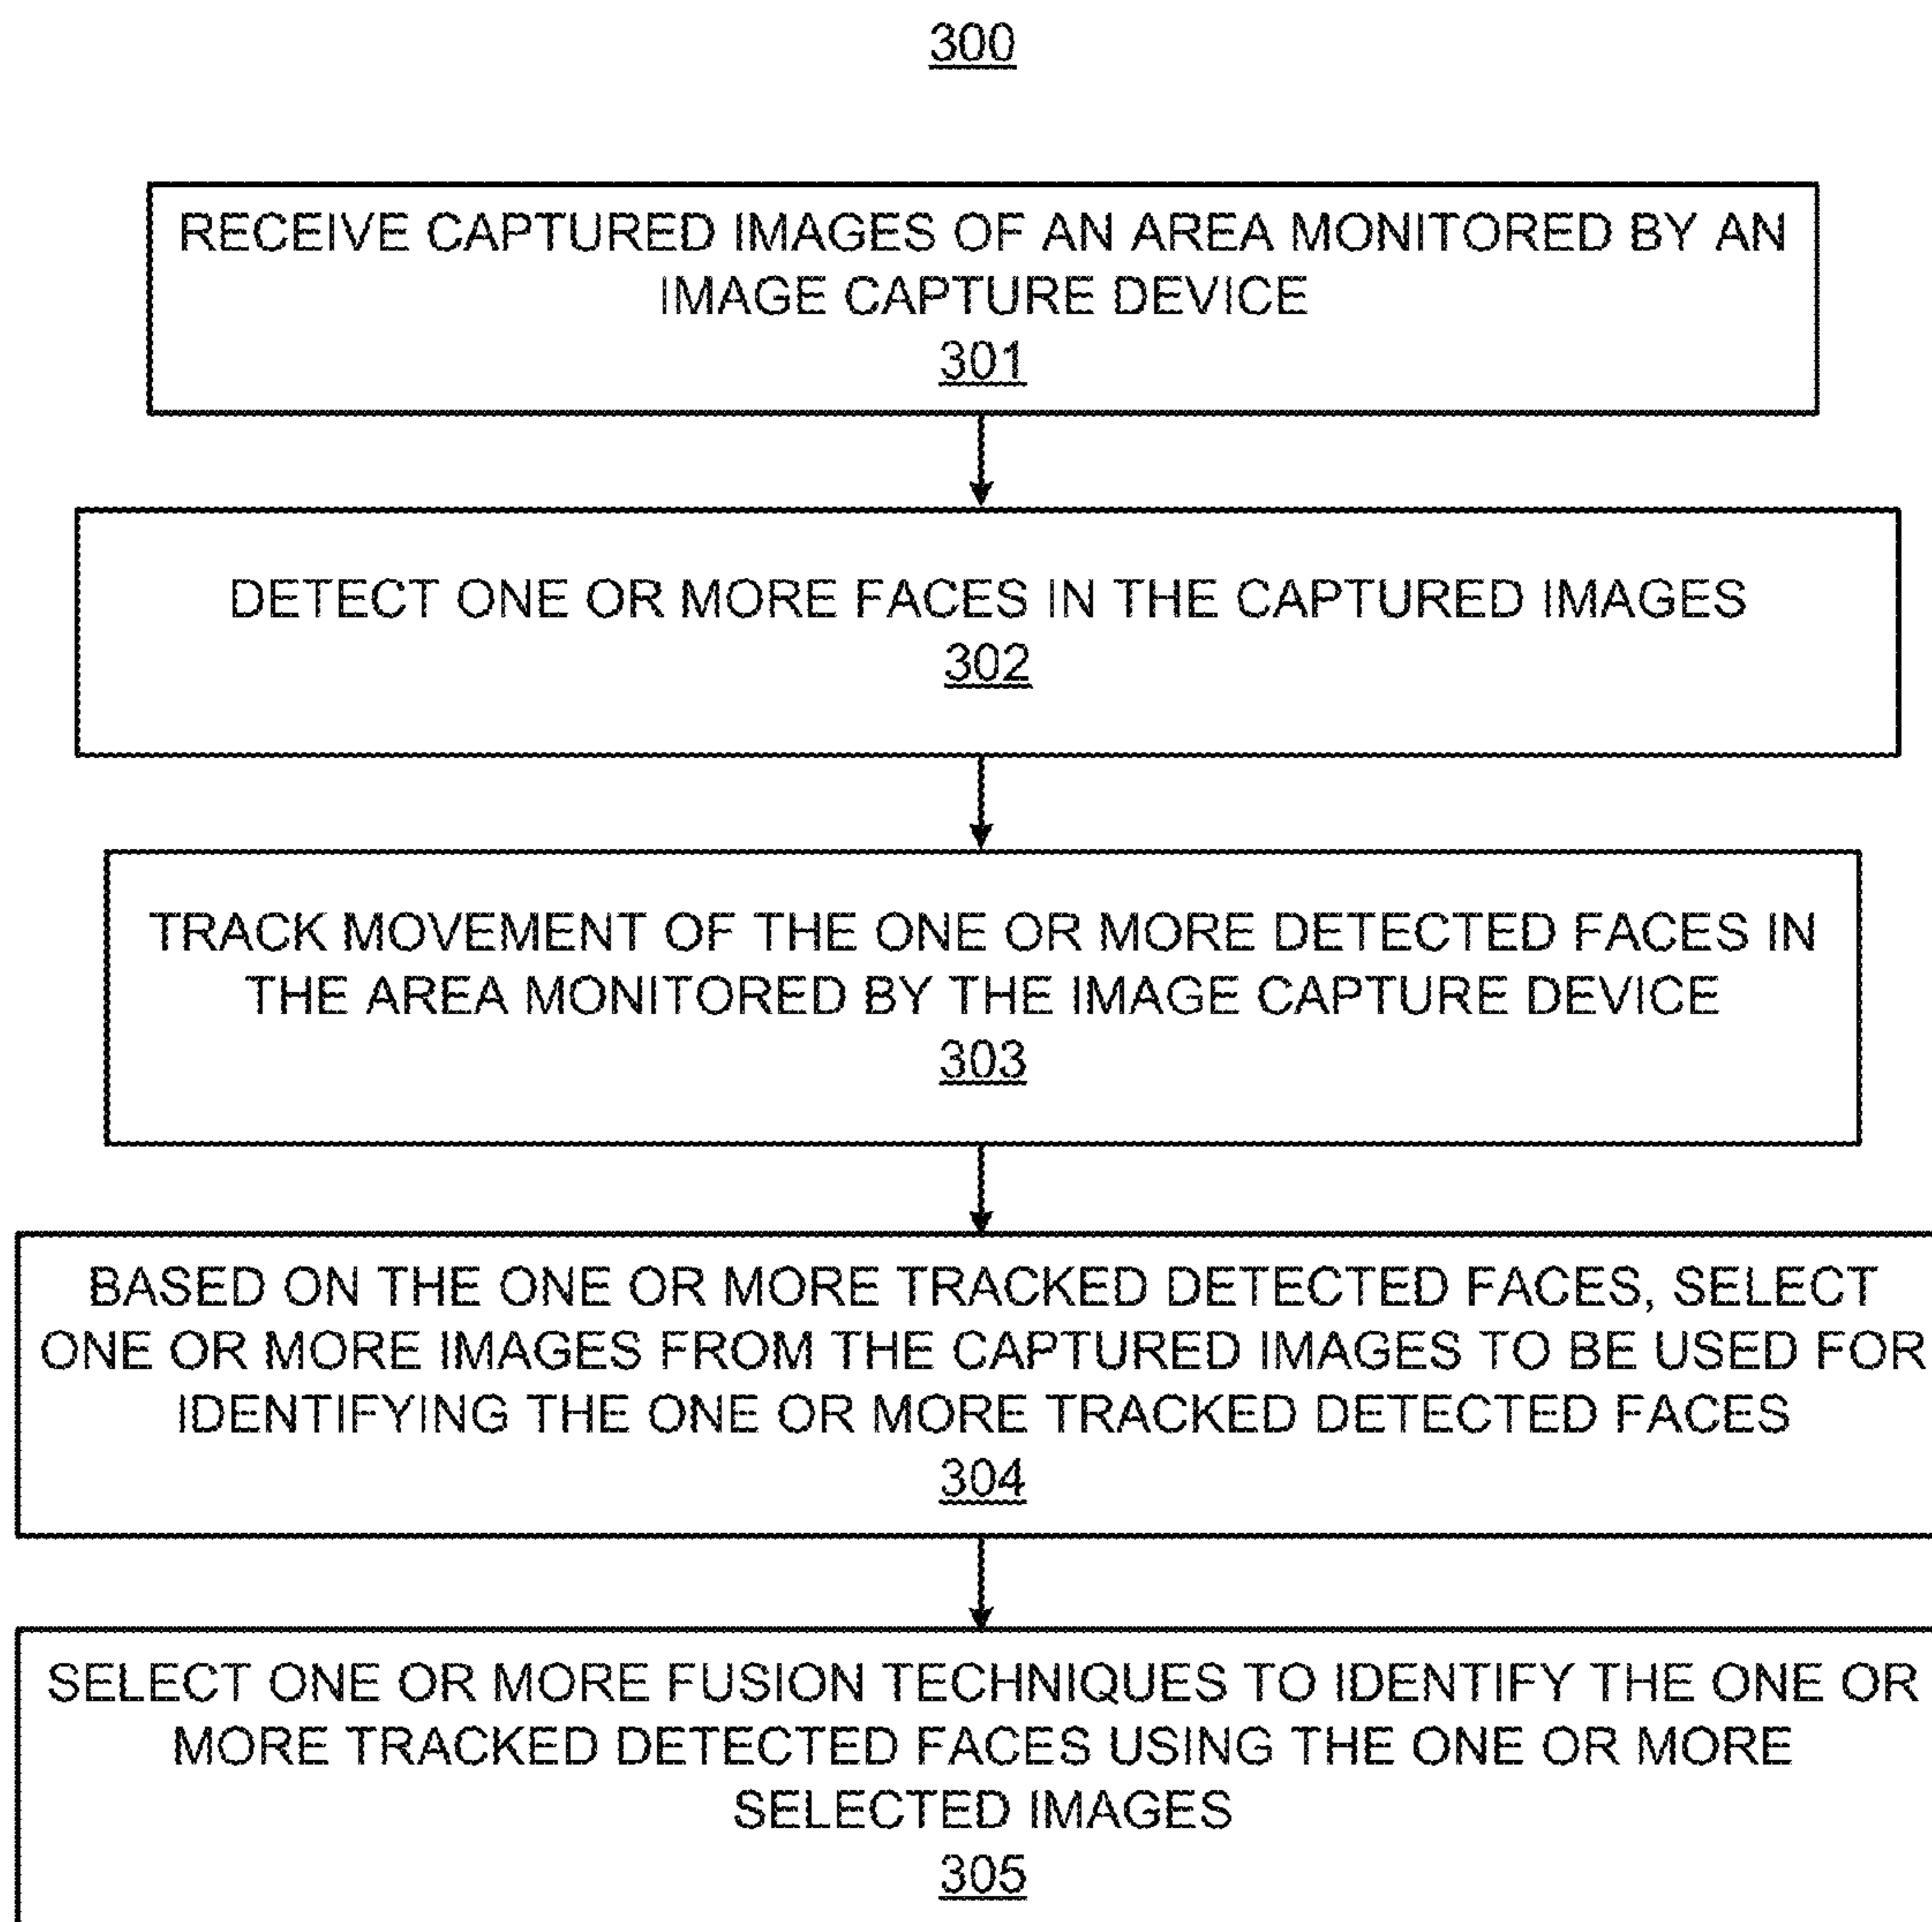 300
RECEIVE CAPTURED IMAGES OF AN AREA MONITORED BY AN
IMAGE CAPTURE DEVICE
301
DETECT ONE OR MORE FACES IN THE CAPTURED IMAGES
302
TRACK MOVEMENT OF THE ONE OR MORE DETECTED FACES IN
THE AREA MONITORED BY THE IMAGE CAPTURE DEVICE
303
BASED ON THE ONE OR MORE TRACKED DETECTED FACES, SELECT
ONE OR MORE IMAGES FROM THE CAPTURED IMAGES TO BE USED FOR
IDENTIFYING THE ONE OR MORE TRACKED DETECTED FACES
304
SELECT ONE OR MORE FUSION TECHNIQUES TO IDENTIFY THE ONE OR
MORE TRACKED DETECTED FACES USING THE ONE OR MORE
SELECTED IMAGES
305